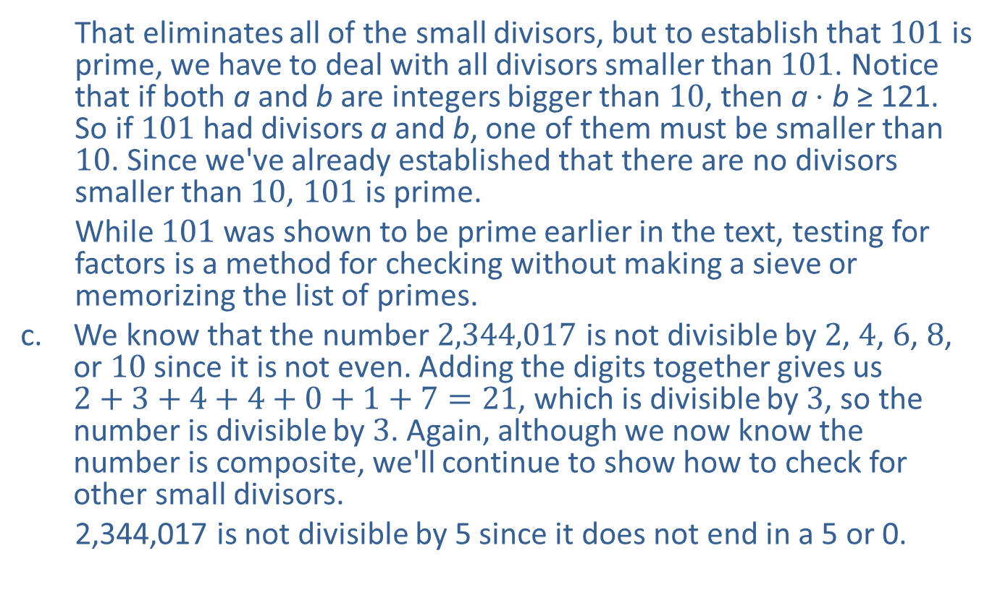 That eliminates all of the small divisors, but to establish that 101 is
prime, we have to deal with all divisors smaller than 101. Notice
that if both a and b are integers bigger than 10, then a · b ≥ 121.
So if 101 had divisors a and b, one of them must be smaller than
10. Since we've already established that there are no divisors
smaller than 10, 101 is prime.
While 101 was shown to be prime earlier in the text, testing for
factors is a method for checking without making a sieve or
memorizing the list of primes.
c. We know that the number 2,344,017 is not divisible by 2, 4, 6, 8,
or 10 since it is not even. Adding the digits together gives us
2 + 3 + 4 + 4 + 0 + 1 + 7 = 21, which is divisible by 3, so the
number is divisible by 3. Again, although we now know the
number is composite, we'll continue to show how to check for
other small divisors.
2,344,017 is not divisible by 5 since it does not end in a 5 or 0.